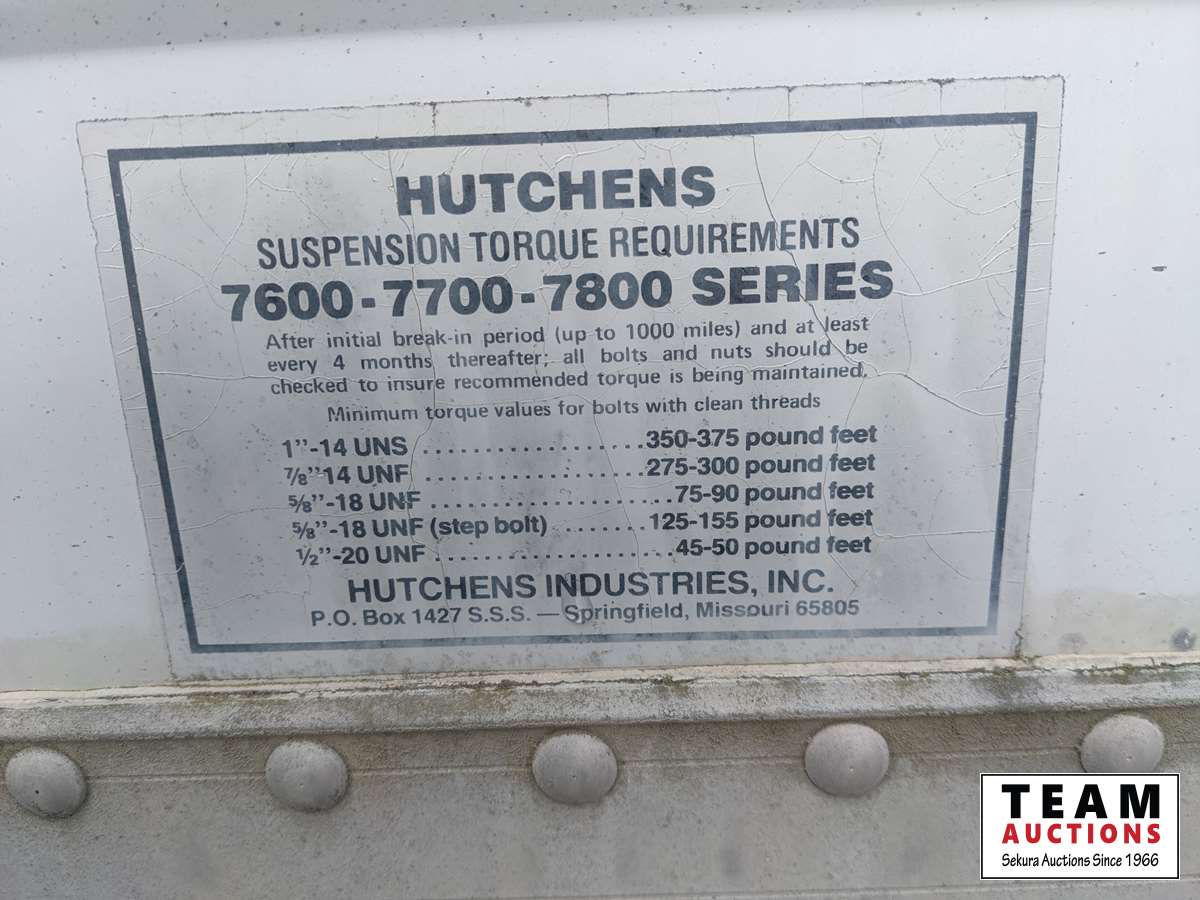 HUTCHENS
SUSPENSION TORQUE REQUIREMENTS
7600-7700-7800 SERIES
After initial break-in period (up to 1000 miles) and at least
every 4 months thereafter; all bolts and nuts should be
checked to insure recommended torque is being maintained.
Minimum torque values for bolts with clean threads
1"-14 UNS ......................350-375 pound feet
⅞"14 UNF ......................275-300 pound feet
⅝"-18 UNF .........................75-90 pound feet
⅝"-18 UNF (step bolt) ........125-155 pound feet
½"-20 UNF ........................45-50 pound feet
HUTCHENS INDUSTRIES, INC.
P.O. Box 1427 S.S.S. — Springfield, Missouri 65805
TEAM
AUCTIONS
Sekura Auctions Since 1966